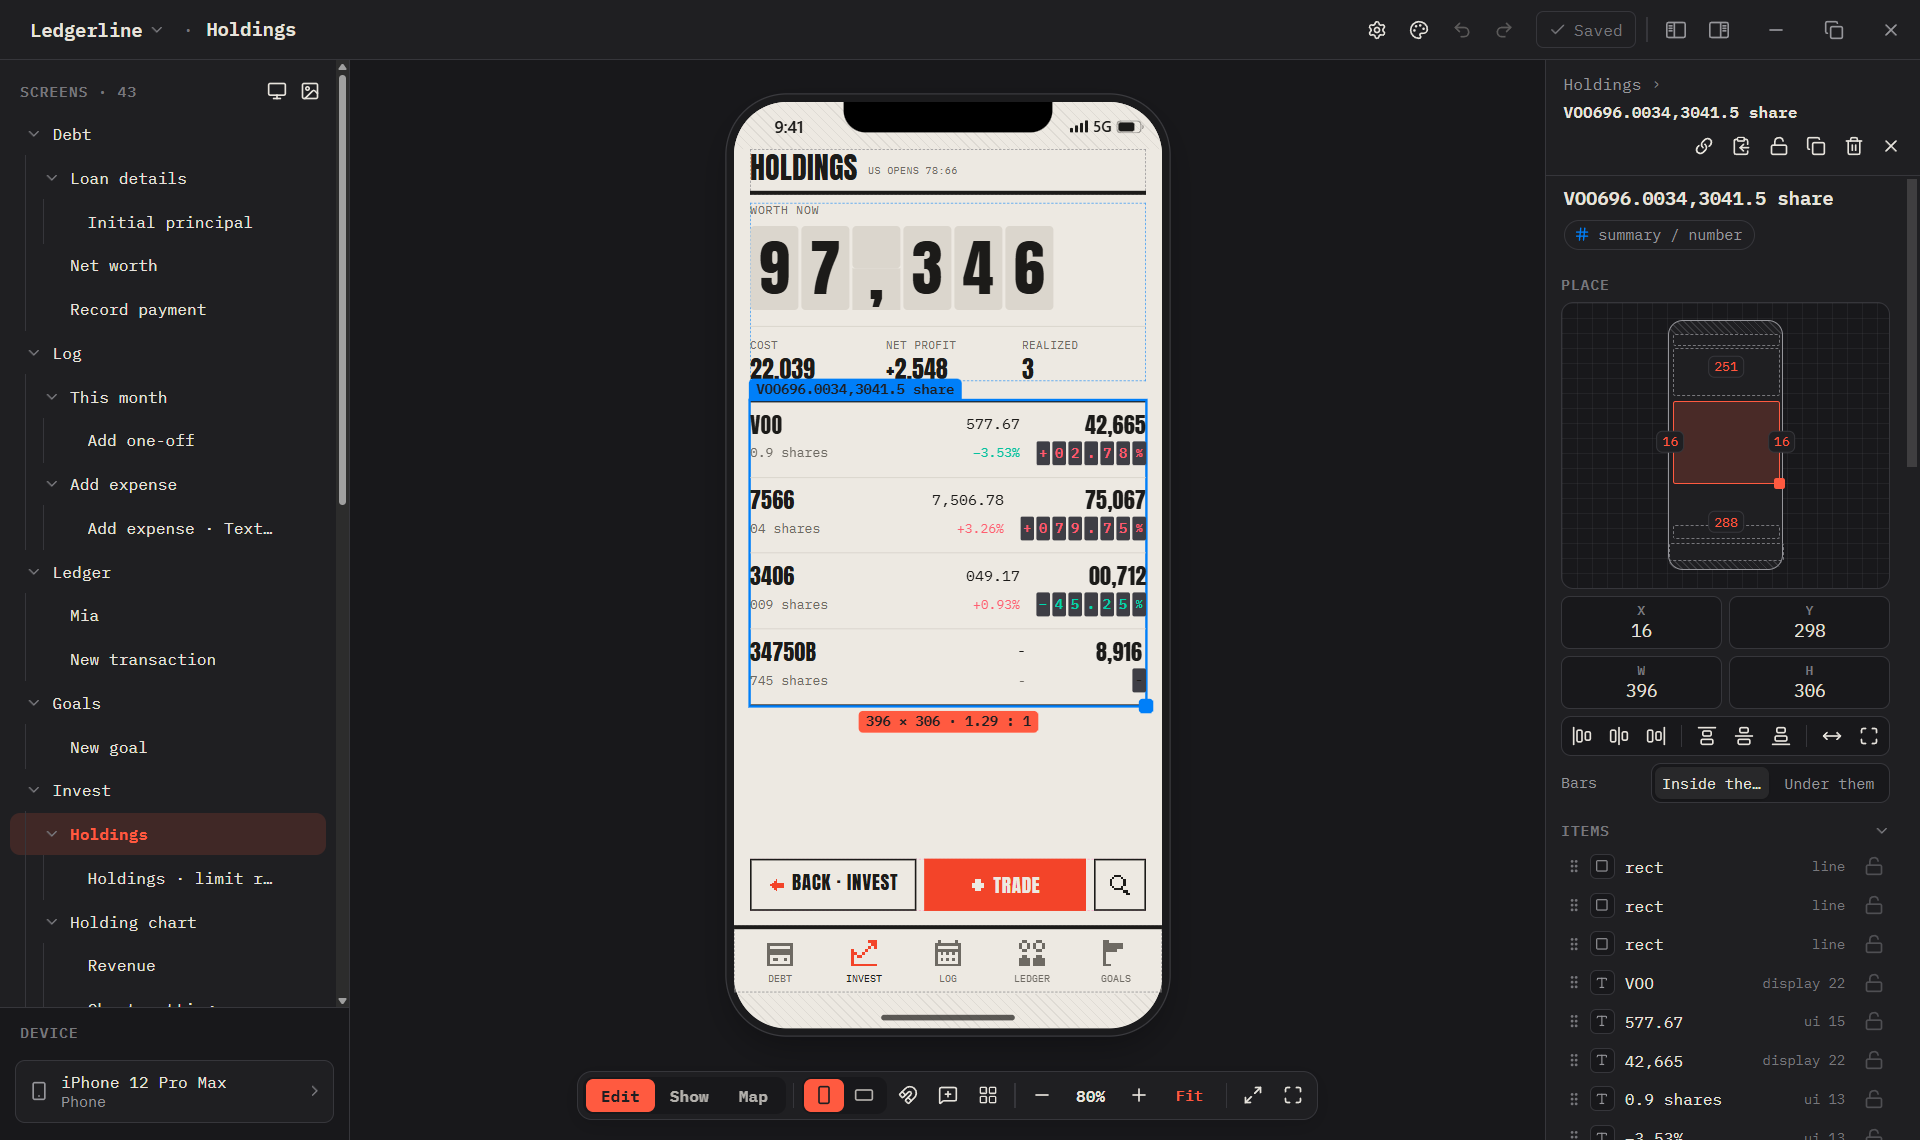 Ledgerline · Holdings
Saved
SCREENS · 43
Debt
Loan details
Initial principal
Net worth
Record payment
Log
This month
Add one-off
Add expense
Add expense · Text…
Ledger
Mia
New transaction
Goals
New goal
Invest
Holdings
Holdings · limit r…
Holding chart
Revenue
DEVICE
iPhone 12 Pro Max
Phone
9:41
5G
HOLDINGS US OPENS 78:66
WORTH NOW
97,346
COST NET PROFIT REALIZED
22,039 +2,548 3
VOO696.0034,3041.5 share
VOO 577.67 42,665
0.9 shares −3.53% +02.78%
7566 7,506.78 75,067
04 shares +3.26% +079.75%
3406 049.17 00,712
009 shares +0.93% −45.25%
34750B - 8,916
745 shares - -
396 × 306 · 1.29 : 1
BACK · INVEST
TRADE
DEBT INVEST LOG LEDGER GOALS
Edit Show Map
80%
Fit
Holdings ›
VOO696.0034,3041.5 share
VOO696.0034,3041.5 share
# summary / number
PLACE
251
16 16
288
X Y
16 298
W H
396 306
Bars Inside the… Under them
ITEMS
rect line
rect line
rect line
T VOO display 22
T 577.67 ui 15
T 42,665 display 22
T 0.9 shares ui 13
T −3.53% ui 13